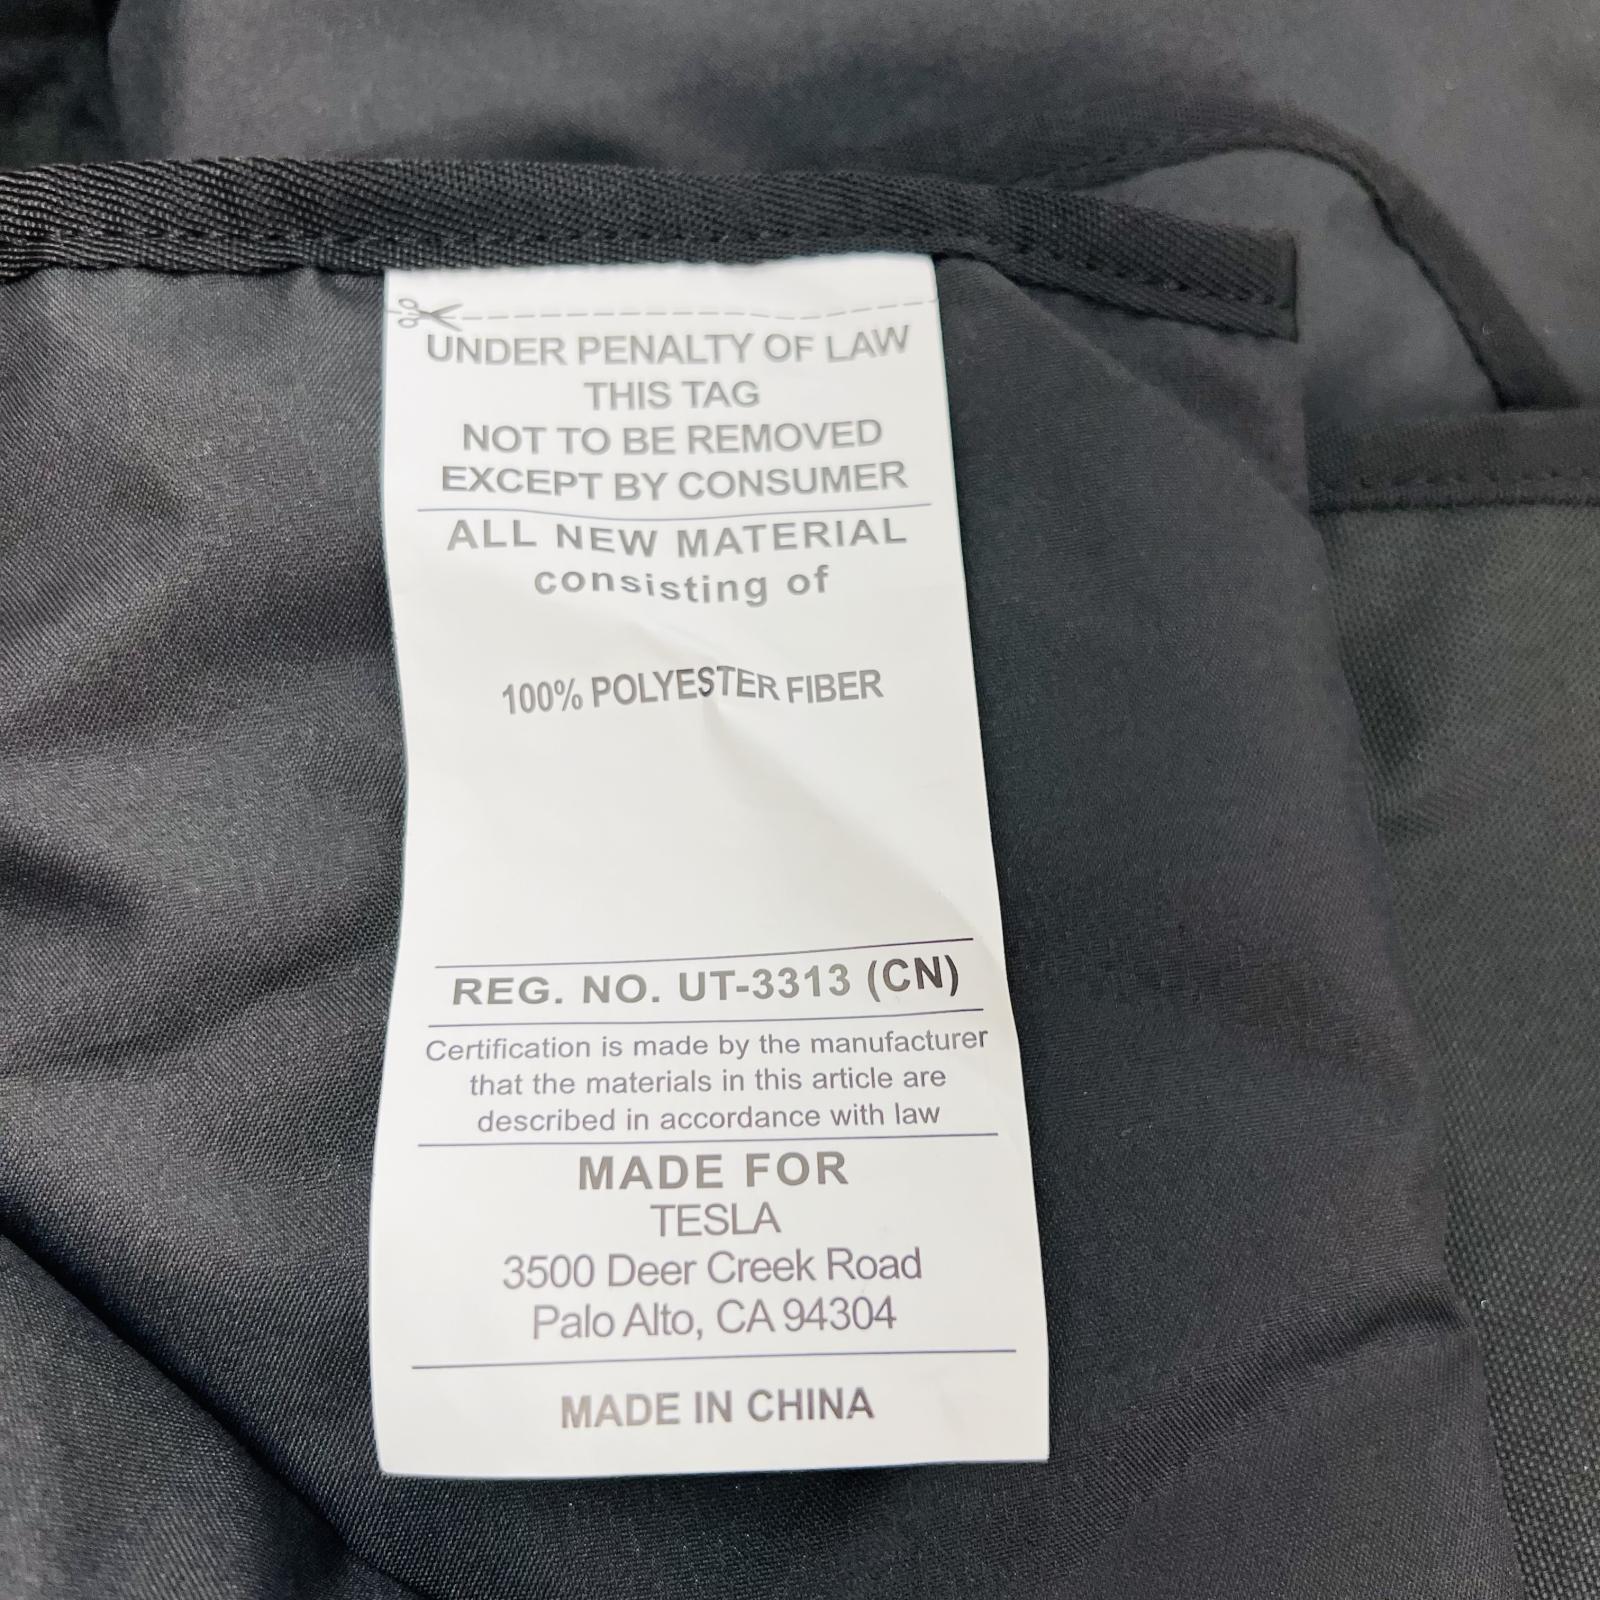 UNDER PENALTY OF LAW
THIS TAG
NOT TO BE REMOVED
EXCEPT BY CONSUMER
ALL NEW MATERIAL
consisting of
100% POLYESTER FIBER
REG. NO. UT-3313 (CN)
Certification is made by the manufacturer
that the materials in this article are
described in accordance with law
MADE FOR
TESLA
3500 Deer Creek Road
Palo Alto, CA 94304
MADE IN CHINA